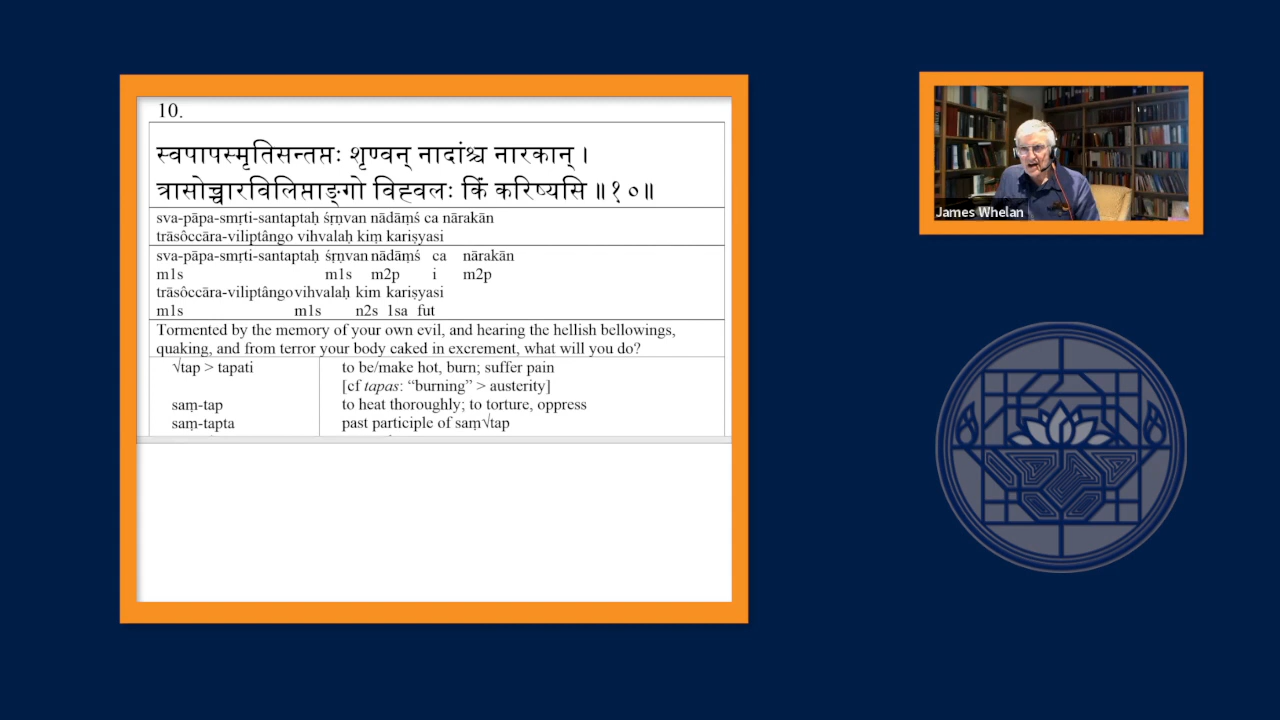 10.
स्वपापस्मृतिसन्तप्तः शृण्वन् नादांश्च नारकान् ।
त्रासोच्चारविलिप्ताङ्गो विह्वलः किं करिष्यसि ॥१०॥
sva-pāpa-smṛti-santaptaḥ śṛṇvan nādāṃś ca nārakān
trāsôccāra-viliptângo vihvalaḥ kiṃ kariṣyasi
sva-pāpa-smṛti-santaptaḥ śṛṇvan nādāṃś ca nārakān
m1s m1s m2p i m2p
trāsôccāra-viliptângo vihvalaḥ kim kariṣyasi
m1s m1s n2s 1sa fut
Tormented by the memory of your own evil, and hearing the hellish bellowings,
quaking, and from terror your body caked in excrement, what will you do?
√tap > tapati to be/make hot, burn; suffer pain
[cf tapas: “burning” > austerity]
saṃ-tap to heat thoroughly; to torture, oppress
saṃ-tapta past participle of saṃ√tap
James Whelan